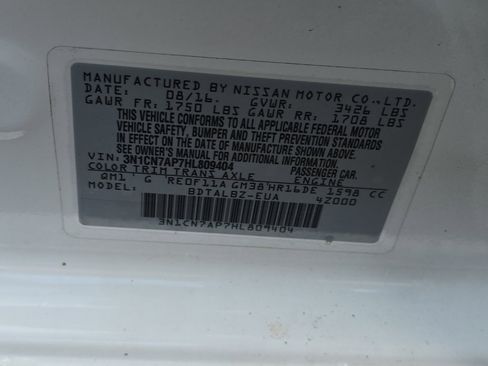 MANUFACTURED BY NISSAN MOTOR CO., LTD.
DATE: 08/16. GVWR: 3426 LBS
GAWR FR: 1750 LBS GAWR RR: 1708 LBS
THIS VEHICLE CONFORMS TO ALL APPLICABLE FEDERAL MOTOR
VEHICLE SAFETY, BUMPER AND THEFT PREVENTION STANDARDS
IN EFFECT ON THE DATE OF MANUFACTURE SHOWN ABOVE.
SEE OWNER'S MANUAL FOR ADDITIONAL INFORMATION.
VIN: 3N1CN7AP7HL809404 PASSENGER CAR.
COLOR TRIM TRANS AXLE ENGINE
QM1 G RE0F11A GM38 HR16DE 1598 CC
MODEL: BDTALBZ-EUA 4Z000
3N1CN7AP7HL809404